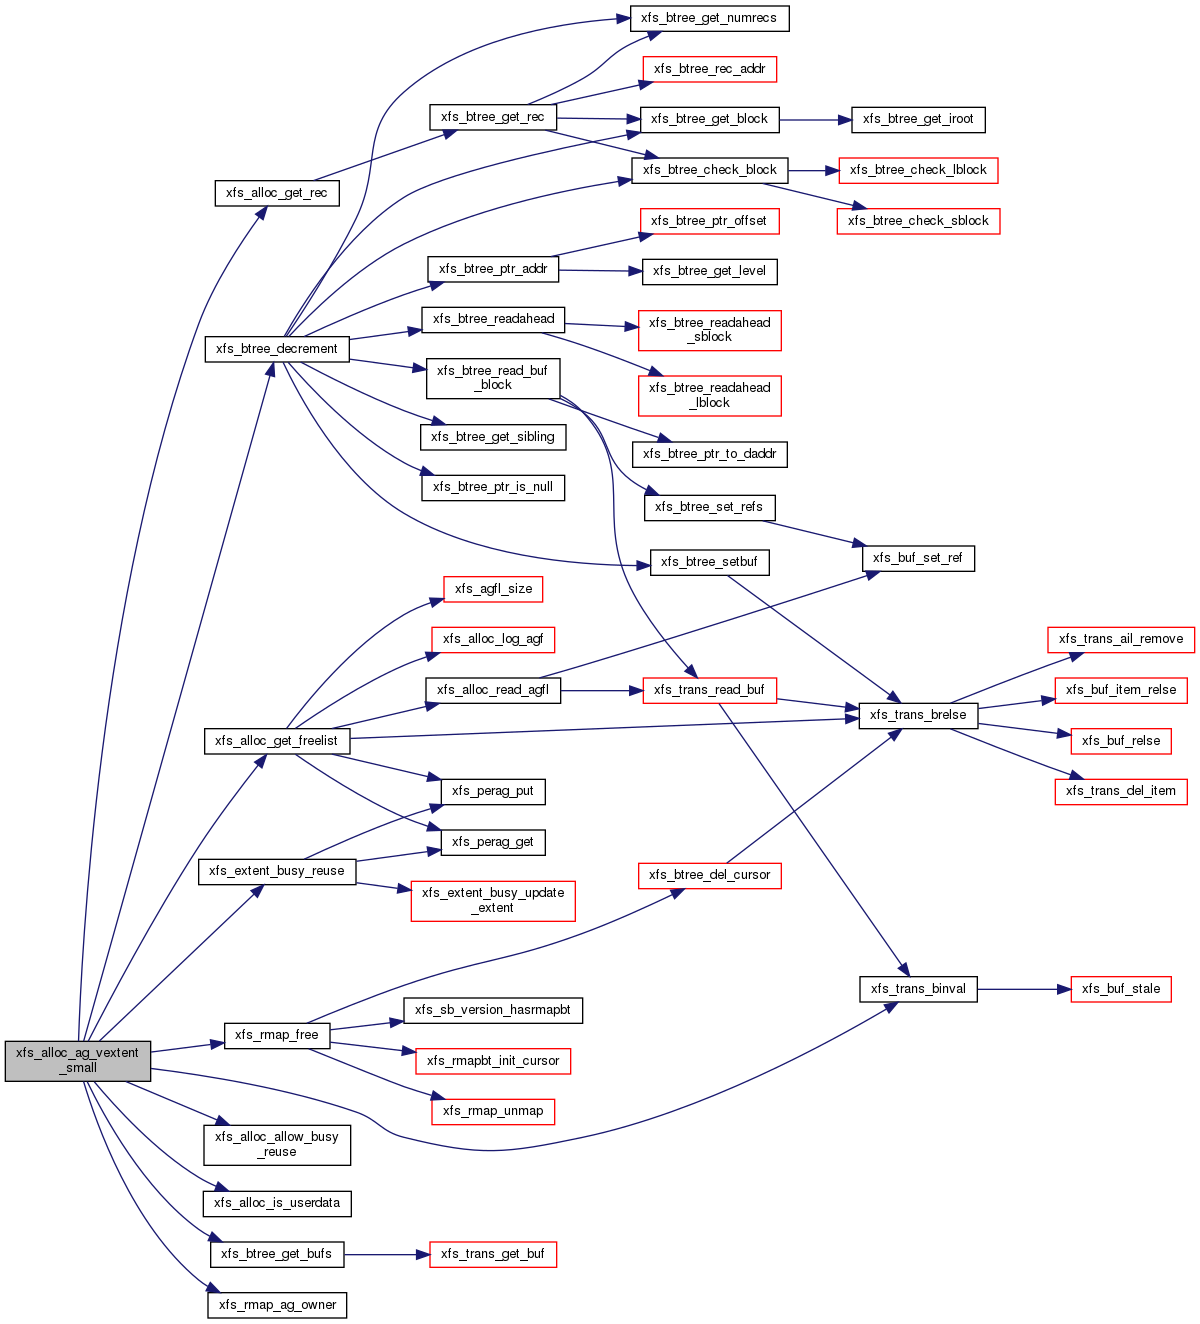 xfs_btree_get_numrecs
xfs_btree_rec_addr
xfs_btree_get_rec
xfs_btree_get_block
xfs_btree_get_iroot
xfs_btree_check_block
xfs_btree_check_lblock
xfs_alloc_get_rec
xfs_btree_ptr_offset
xfs_btree_check_sblock
xfs_btree_ptr_addr
xfs_btree_get_level
xfs_btree_readahead
xfs_btree_readahead
_sblock
xfs_btree_decrement
xfs_btree_read_buf
_block
xfs_btree_readahead
_lblock
xfs_btree_get_sibling
xfs_btree_ptr_to_daddr
xfs_btree_ptr_is_null
xfs_btree_set_refs
xfs_btree_setbuf
xfs_buf_set_ref
xfs_agfl_size
xfs_alloc_log_agf
xfs_trans_ail_remove
xfs_alloc_read_agfl
xfs_trans_read_buf
xfs_buf_item_relse
xfs_trans_brelse
xfs_alloc_get_freelist
xfs_buf_relse
xfs_perag_put
xfs_trans_del_item
xfs_perag_get
xfs_extent_busy_reuse
xfs_btree_del_cursor
xfs_extent_busy_update
_extent
xfs_trans_binval
xfs_buf_stale
xfs_sb_version_hasrmapbt
xfs_rmap_free
xfs_alloc_ag_vextent
_small
xfs_rmapbt_init_cursor
xfs_rmap_unmap
xfs_alloc_allow_busy
_reuse
xfs_alloc_is_userdata
xfs_btree_get_bufs
xfs_trans_get_buf
xfs_rmap_ag_owner